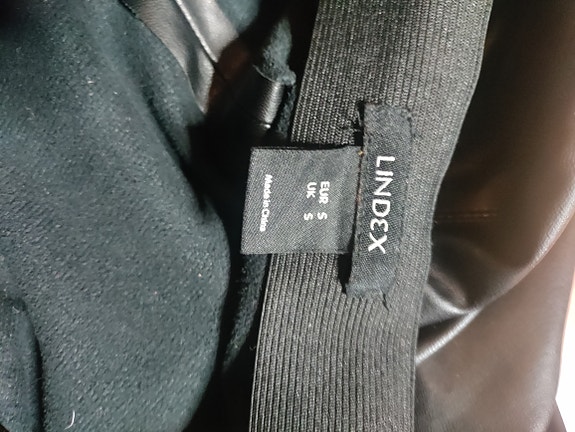 LINDEX
EUR S
UK S
Made in China